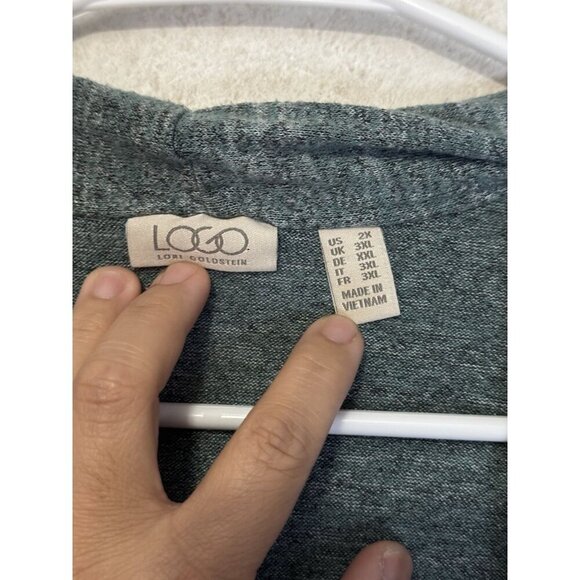 LOGO
LORI GOLDSTEIN
US 2X
UK 3XL
DE XXL
IT 3XL
FR 3XL
MADE IN
VIETNAM